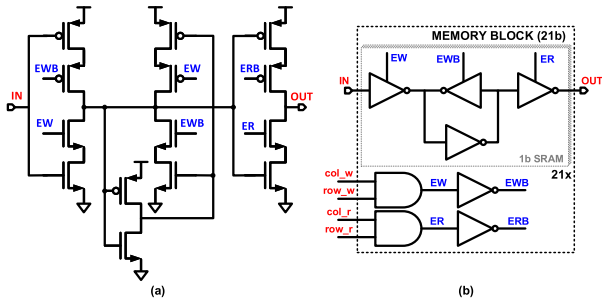 IN
EWB
EW
EW
EWB
ERB
ER
OUT
(a)
MEMORY BLOCK (21b)
EW
EWB
ER
IN
OUT
1b SRAM
21x
col_w
row_w
EW
EWB
col_r
row_r
ER
ERB
(b)